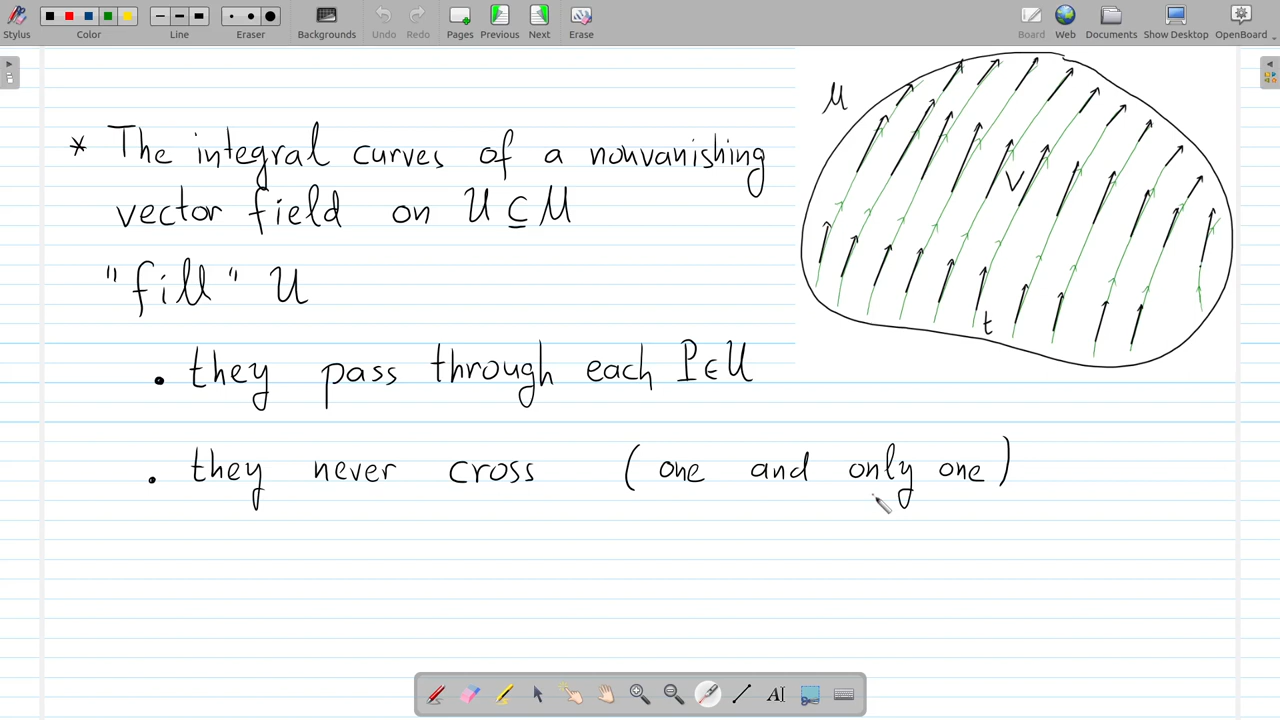 Stylus Color Line Eraser Backgrounds Undo Redo Pages Previous Next Erase Board Web Documents Show Desktop OpenBoard
M
* The integral curves of a nonvanishing
vector field on U ⊆ M
"fill" U
V
t
• they pass through each P ∈ U
• they never cross (one and only one)
AI